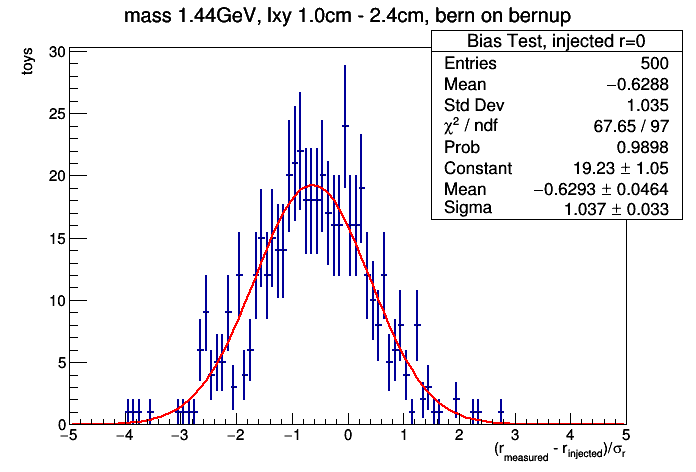 mass 1.44GeV, lxy 1.0cm - 2.4cm, bern on bernup
Bias Test, injected r=0
Entries 500
Mean −0.6288
Std Dev 1.035
χ² / ndf 67.65 / 97
Prob 0.9898
Constant 19.23 ± 1.05
Mean −0.6293 ± 0.0464
Sigma 1.037 ± 0.033
toys
30
25
20
15
10
5
0
−5 −4 −3 −2 −1 0 1 2 3 4 5
(r_measured - r_injected)/σ_r